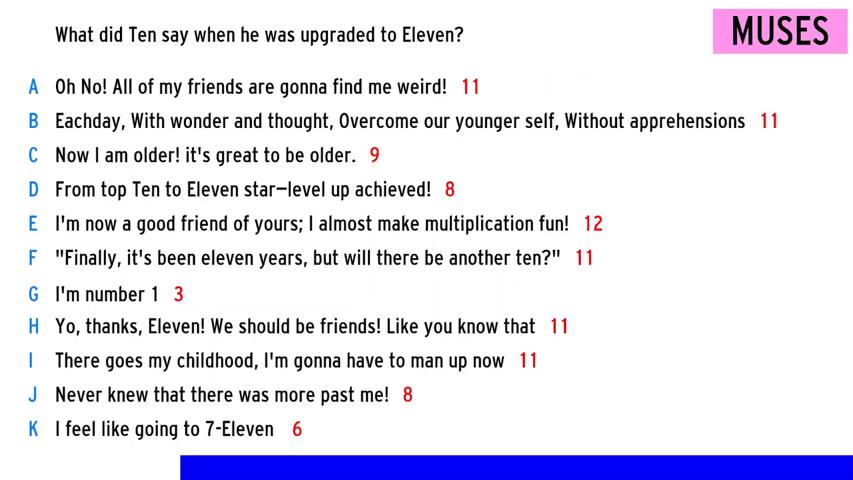 What did Ten say when he was upgraded to Eleven?
MUSES
A Oh No! All of my friends are gonna find me weird! 11
B Eachday, With wonder and thought, Overcome our younger self, Without apprehensions 11
C Now I am older! it's great to be older. 9
D From top Ten to Eleven star—level up achieved! 8
E I'm now a good friend of yours; I almost make multiplication fun! 12
F "Finally, it's been eleven years, but will there be another ten?" 11
G I'm number 1 3
H Yo, thanks, Eleven! We should be friends! Like you know that 11
I There goes my childhood, I'm gonna have to man up now 11
J Never knew that there was more past me! 8
K I feel like going to 7-Eleven 6